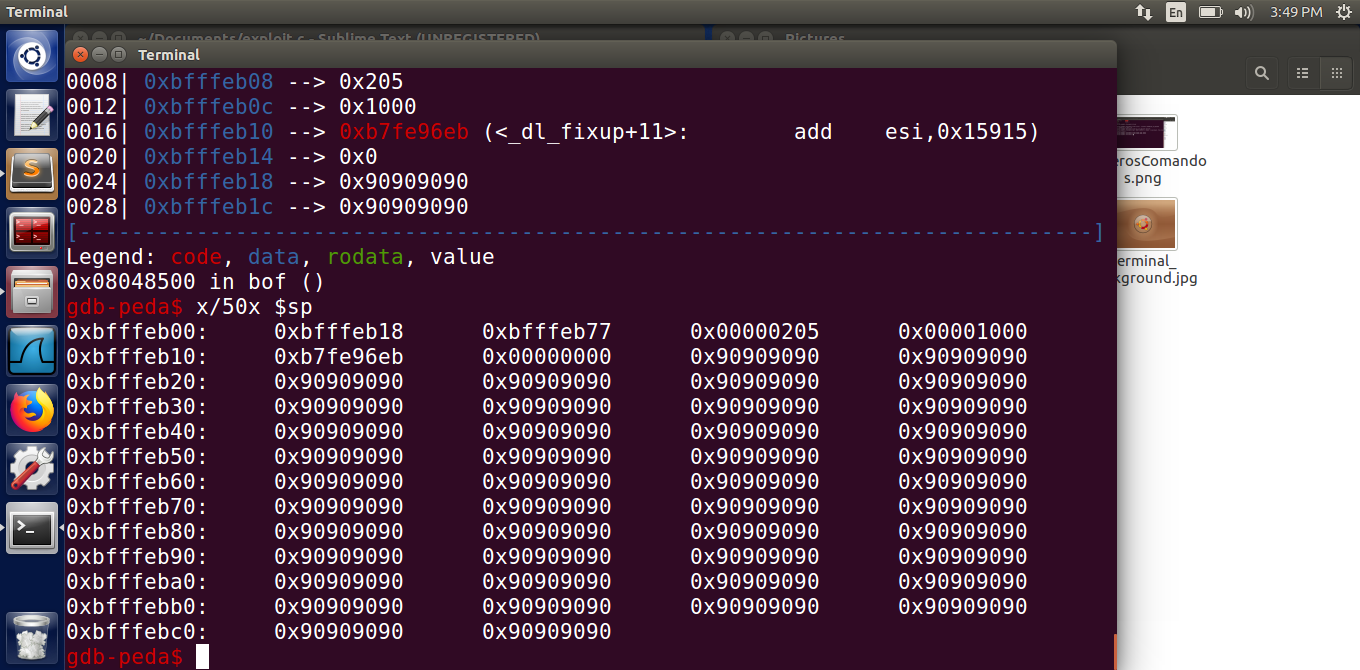 Terminal
En
3:49 PM
~/Documents/exploit.c - Sublime Text (UNREGISTERED)
Pictures
Terminal
0008| 0xbfffeb08 --> 0x205
0012| 0xbfffeb0c --> 0x1000
0016| 0xbfffeb10 --> 0xb7fe96eb (<_dl_fixup+11>: add esi,0x15915)
0020| 0xbfffeb14 --> 0x0
0024| 0xbfffeb18 --> 0x90909090
0028| 0xbfffeb1c --> 0x90909090
[------------------------------------------------------------------------------]
Legend: code, data, rodata, value
0x08048500 in bof ()
gdb-peda$ x/50x $sp
0xbfffeb00: 0xbfffeb18 0xbfffeb77 0x00000205 0x00001000
0xbfffeb10: 0xb7fe96eb 0x00000000 0x90909090 0x90909090
0xbfffeb20: 0x90909090 0x90909090 0x90909090 0x90909090
0xbfffeb30: 0x90909090 0x90909090 0x90909090 0x90909090
0xbfffeb40: 0x90909090 0x90909090 0x90909090 0x90909090
0xbfffeb50: 0x90909090 0x90909090 0x90909090 0x90909090
0xbfffeb60: 0x90909090 0x90909090 0x90909090 0x90909090
0xbfffeb70: 0x90909090 0x90909090 0x90909090 0x90909090
0xbfffeb80: 0x90909090 0x90909090 0x90909090 0x90909090
0xbfffeb90: 0x90909090 0x90909090 0x90909090 0x90909090
0xbfffeba0: 0x90909090 0x90909090 0x90909090 0x90909090
0xbfffebb0: 0x90909090 0x90909090 0x90909090 0x90909090
0xbfffebc0: 0x90909090 0x90909090
gdb-peda$
erosComando
s.png
erminal_
kground.jpg